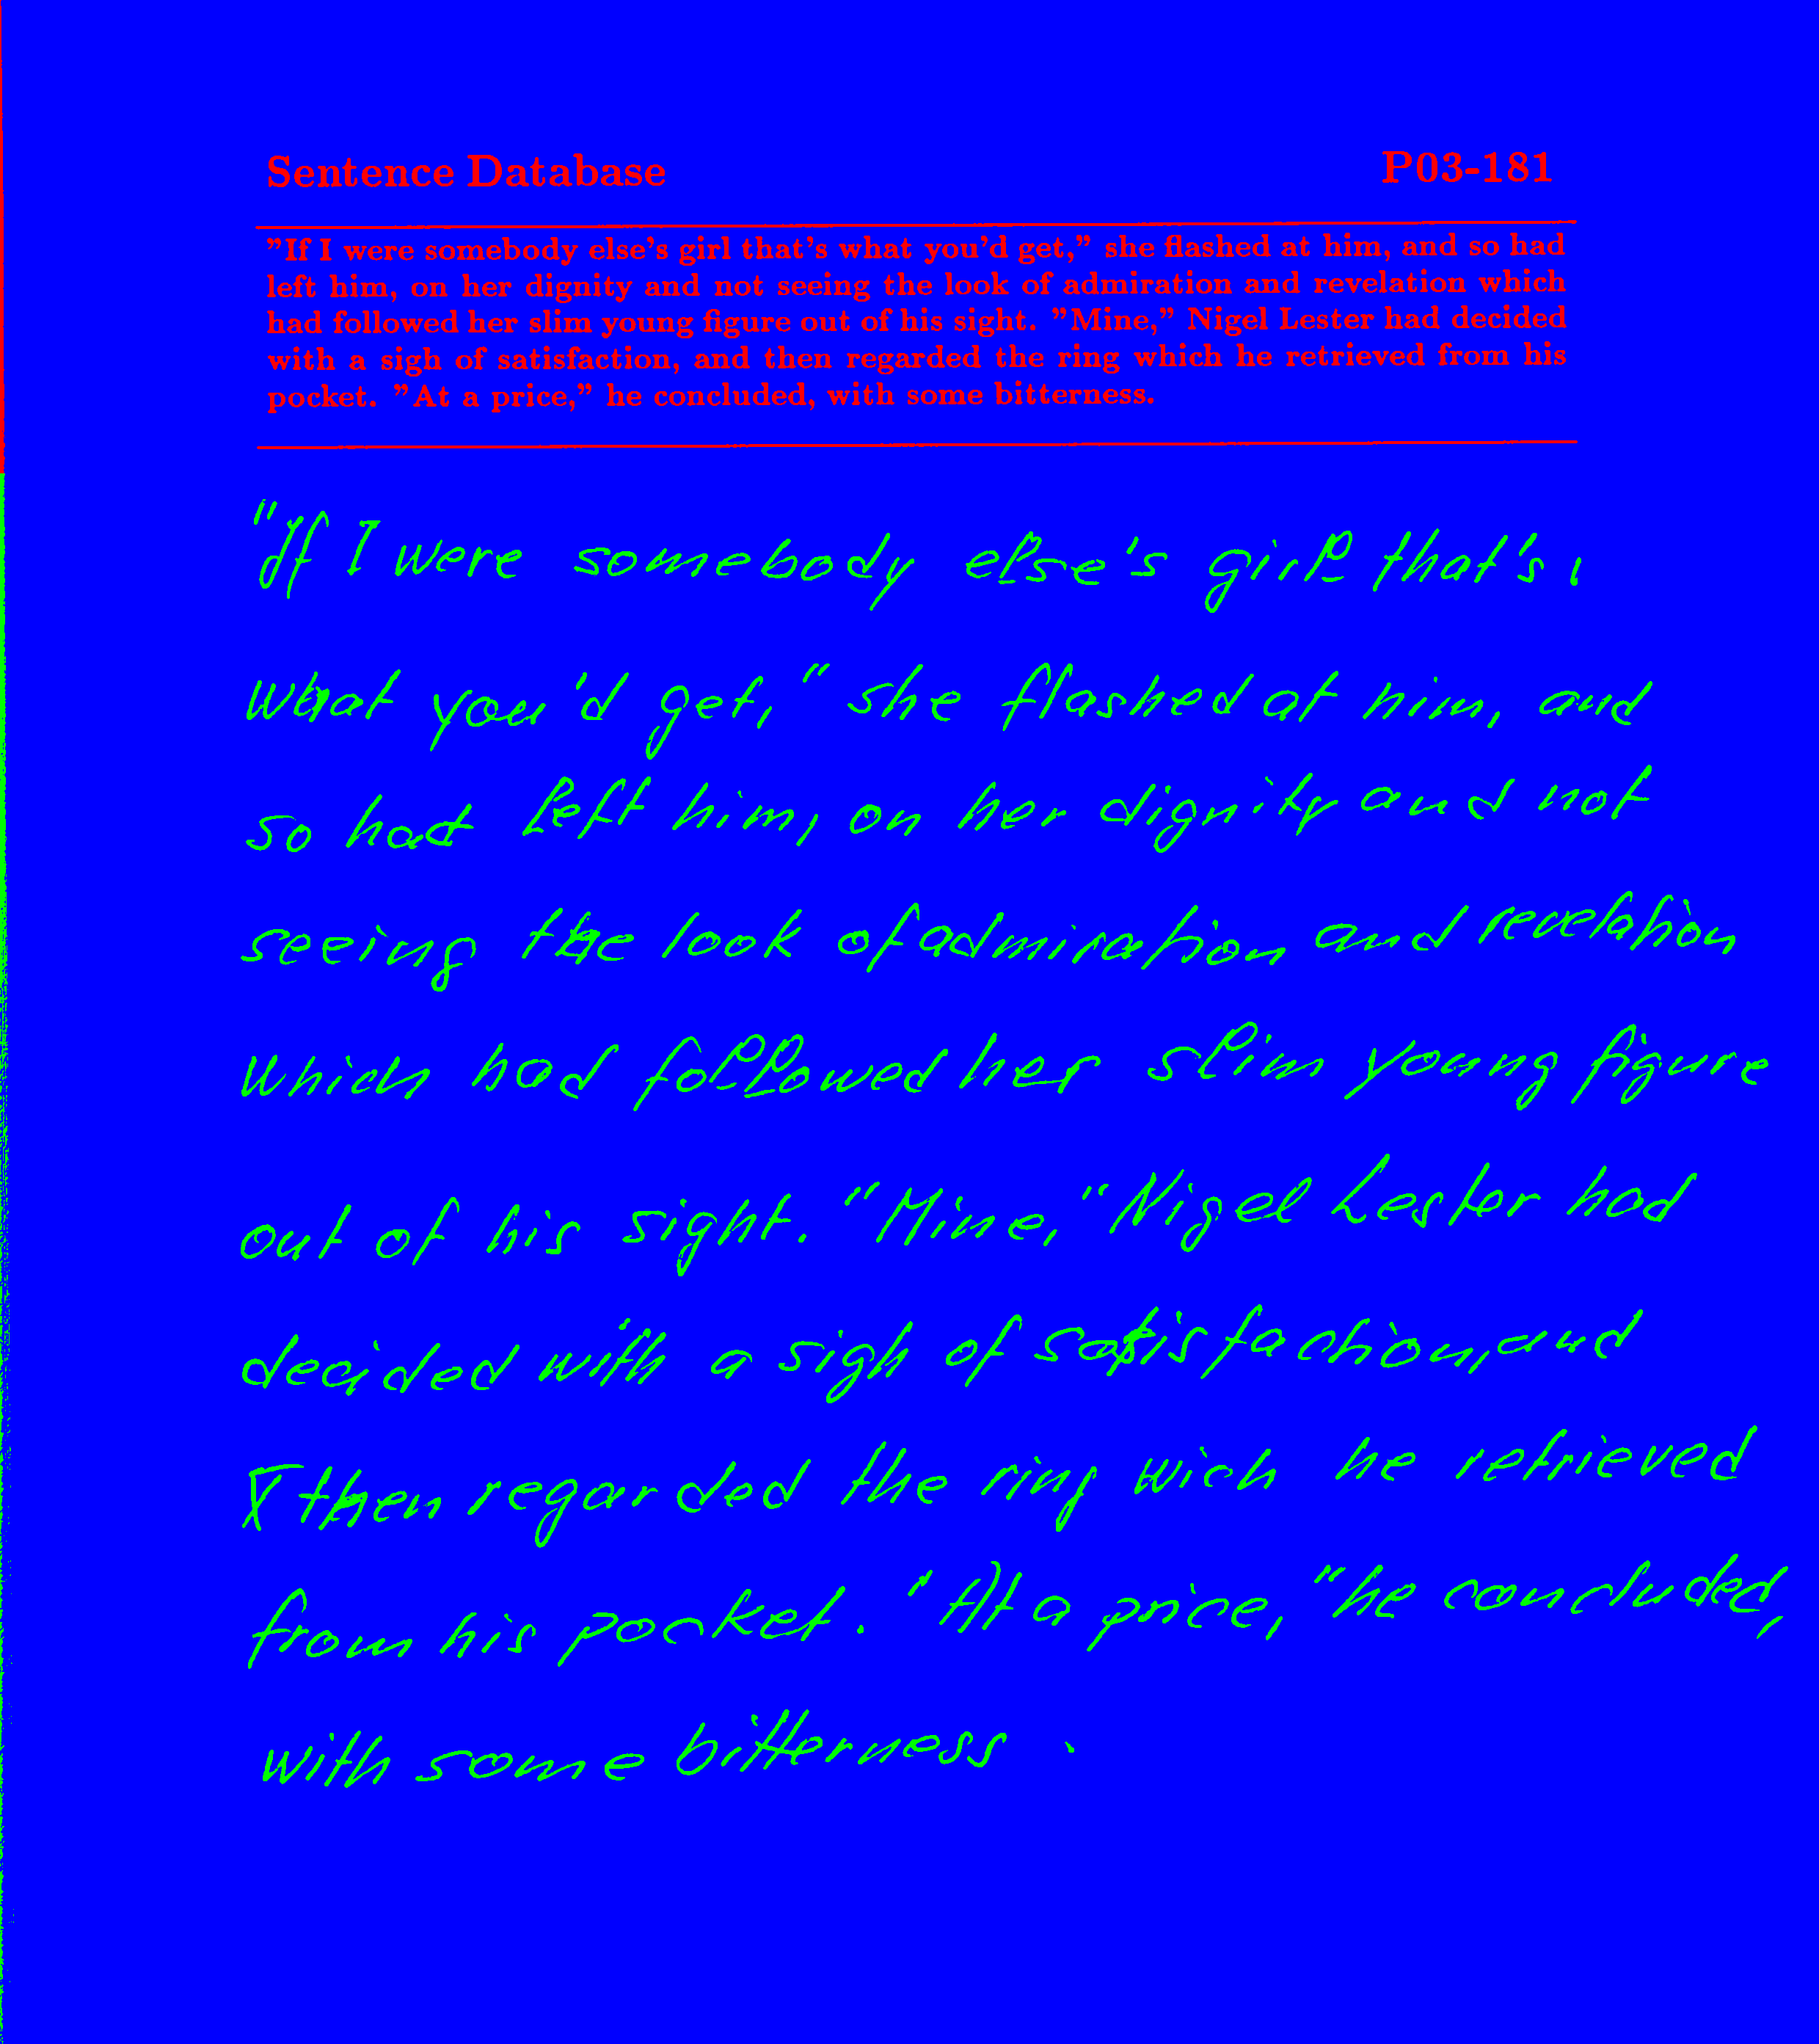 Sentence Database P03-181
"If I were somebody else's girl that's what you'd get," she flashed at him, and so had
left him, on her dignity and not seeing the look of admiration and revelation which
had followed her slim young figure out of his sight. "Mine," Nigel Lester had decided
with a sigh of satisfaction, and then regarded the ring which he retrieved from his
pocket. "At a price," he concluded, with some bitterness.
"If I were somebody else's girl that's
what you'd get," she flashed at him, and
so had left him, on her dignity and not
seeing the look of admiration and revelation
which had followed her slim young figure
out of his sight. "Mine," Nigel Lester had
decided with a sigh of satisfaction, and
then regarded the ring wich he retrieved
from his pocket. "At a price," he concluded,
with some bitterness.